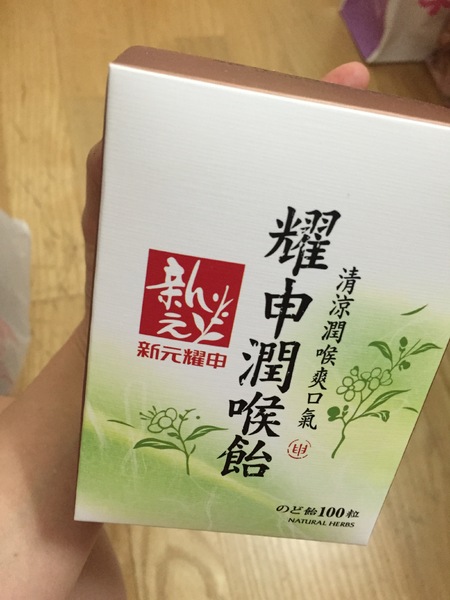 耀申潤喉飴
清涼潤喉爽口氣
申
新元
新元耀申
のど飴100粒
NATURAL HERBS